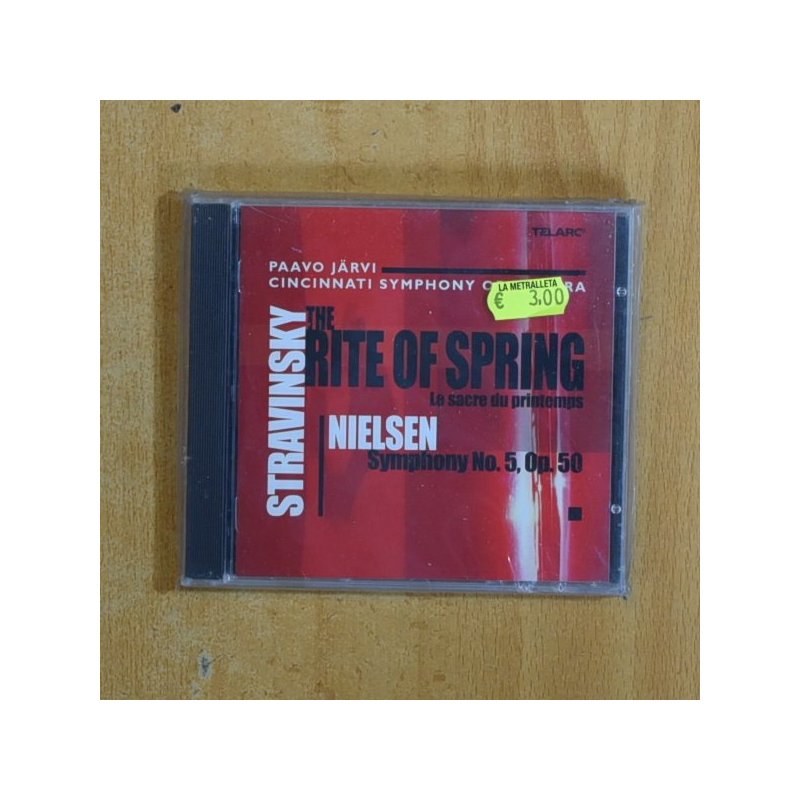 TELARC®
PAAVO JÄRVI
CINCINNATI SYMPHONY O RA
LA METRALLETA
€ 3,00
STRAVINSKY
THE
RITE OF SPRING
Le sacre du printemps
NIELSEN
Symphony No. 5, Op. 50